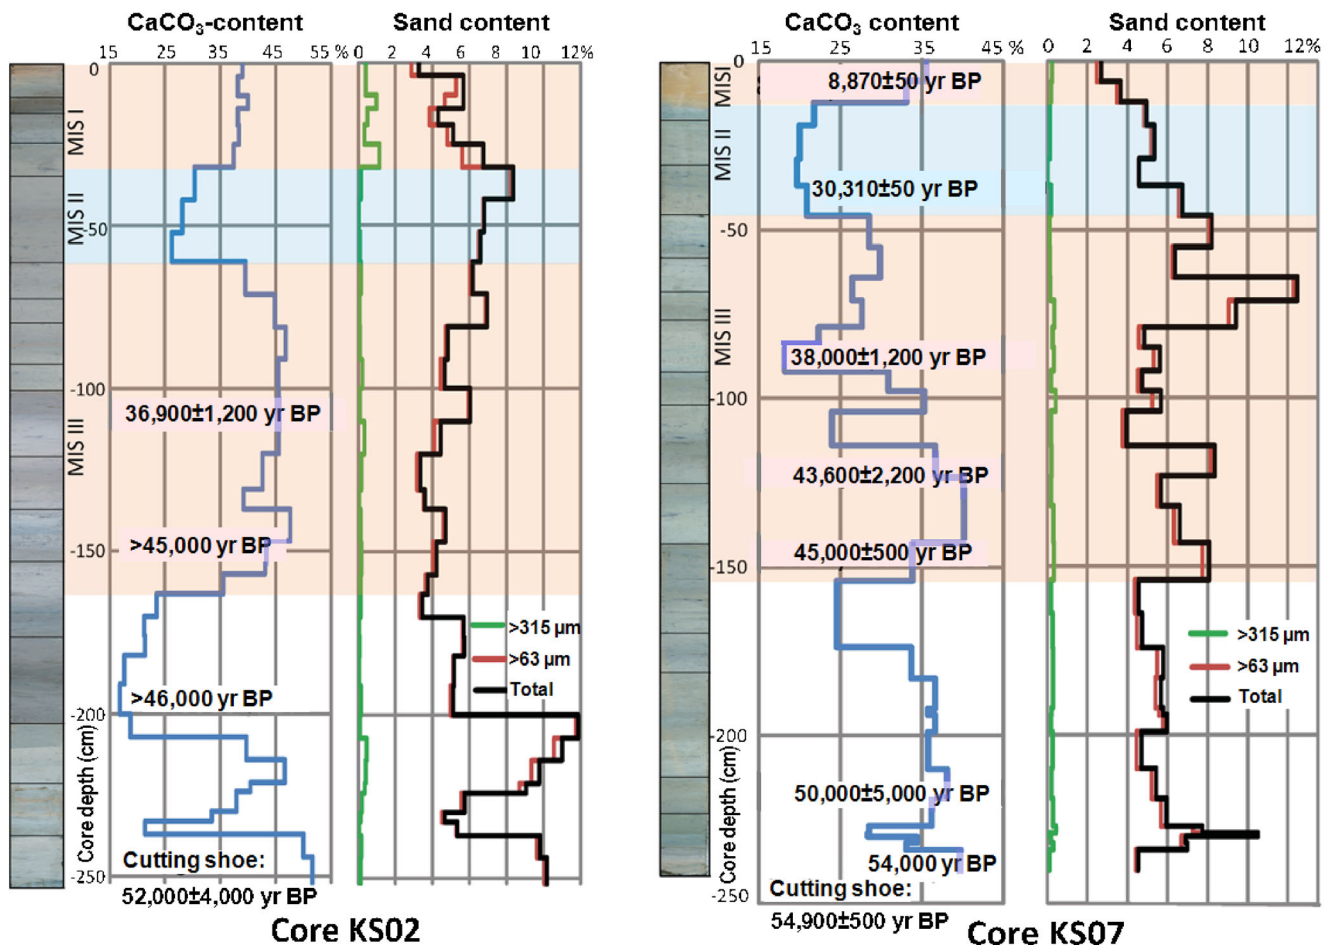 CaCO₃-content
Sand content
15 25 35 45 55 %
0 2 4 6 8 10 12%
0
-50
-100
-150
-200
-250
MIS I
MIS II
MIS III
Core depth (cm)
36,900±1,200 yr BP
>45,000 yr BP
>46,000 yr BP
Cutting shoe:
52,000±4,000 yr BP
>315 µm
>63 µm
Total
Core KS02
CaCO₃ content
Sand content
15 25 35 45 %
0 2 4 6 8 10 12%
0
-50
-100
-150
-200
-250
MISI
MIS II
MIS III
Core depth (cm)
8,870±50 yr BP
30,310±50 yr BP
38,000±1,200 yr BP
43,600±2,200 yr BP
45,000±500 yr BP
50,000±5,000 yr BP
54,000 yr BP
Cutting shoe:
54,900±500 yr BP
>315 µm
>63 µm
Total
Core KS07